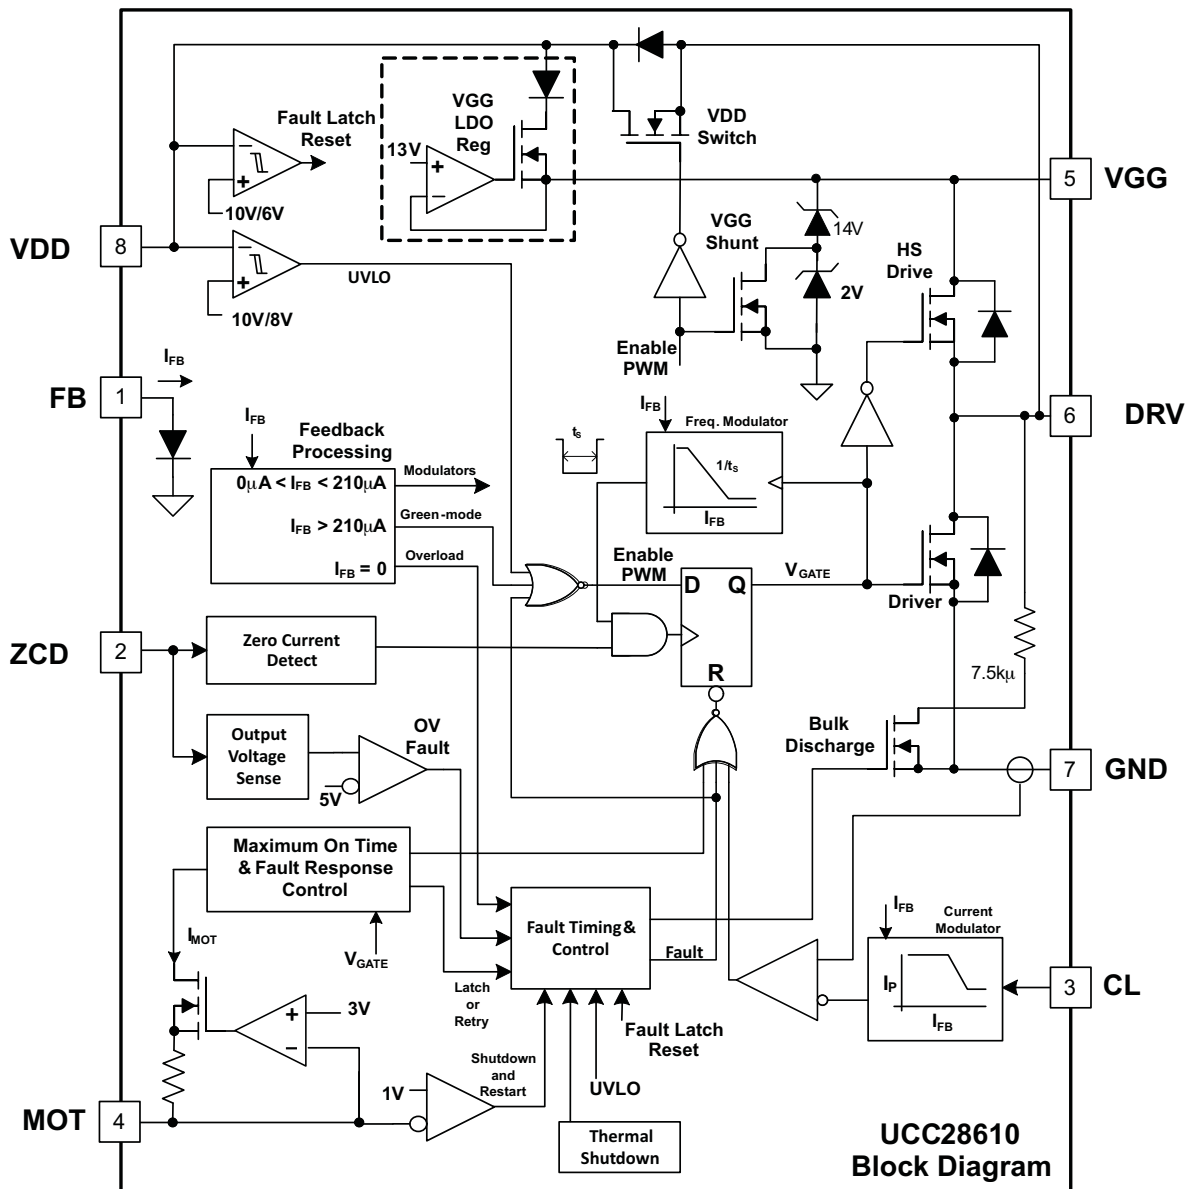 Fault Latch
Reset
VGG
LDO
Reg
13V
+
−
VDD
Switch
−
+
10V/6V
VDD
8
−
+
10V/8V
UVLO
5
VGG
VGG
Shunt
14V
2V
HS
Drive
Enable
PWM
IFB
FB
1
IFB
Feedback
Processing
0μA < IFB < 210μA
Modulators
IFB > 210μA
Green-mode
IFB = 0
Overload
tS
IFB
Freq. Modulator
1/tS
IFB
6
DRV
Enable
PWM
D
Q
R
VGATE
Driver
7.5kμ
ZCD
2
Zero Current
Detect
Output
Voltage
Sense
OV
Fault
5V
Bulk
Discharge
7
GND
Maximum On Time
& Fault Response
Control
IMOT
VGATE
Latch
or
Retry
Fault Timing &
Control
Fault
IFB
Current
Modulator
IP
IFB
3
CL
+
−
3V
Fault Latch
Reset
UVLO
Shutdown
and
Restart
1V
MOT
4
Thermal
Shutdown
UCC28610
Block Diagram